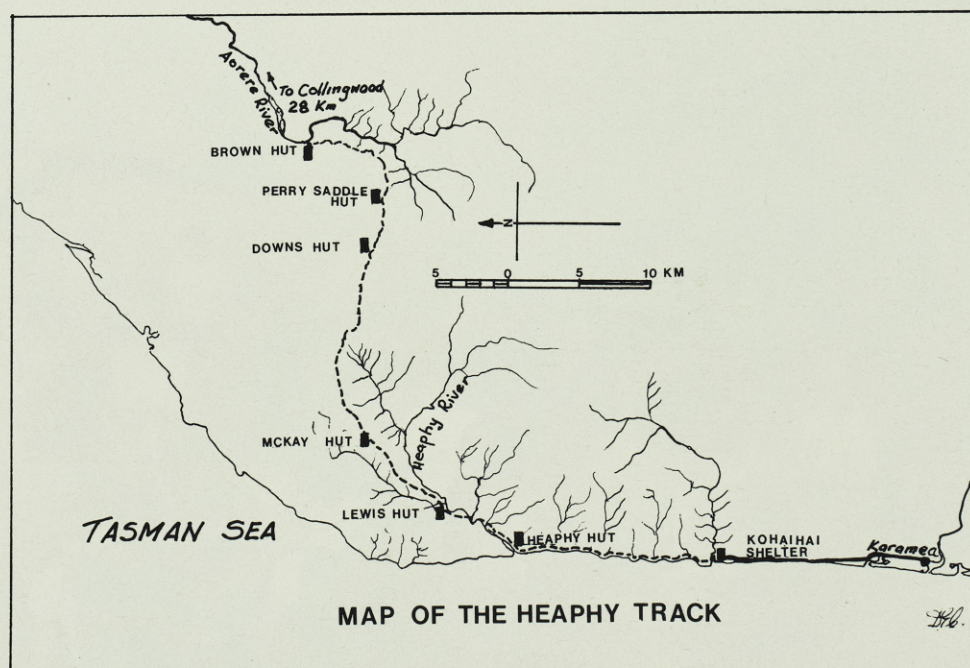 Aorere River
To Collingwood
28 Km
BROWN HUT
PERRY SADDLE
HUT
N
DOWNS HUT
5 0 5 10 KM
Heaphy River
MCKAY HUT
LEWIS HUT
TASMAN SEA
HEAPHY HUT
KOHAIHAI
SHELTER
Karamea
MAP OF THE HEAPHY TRACK